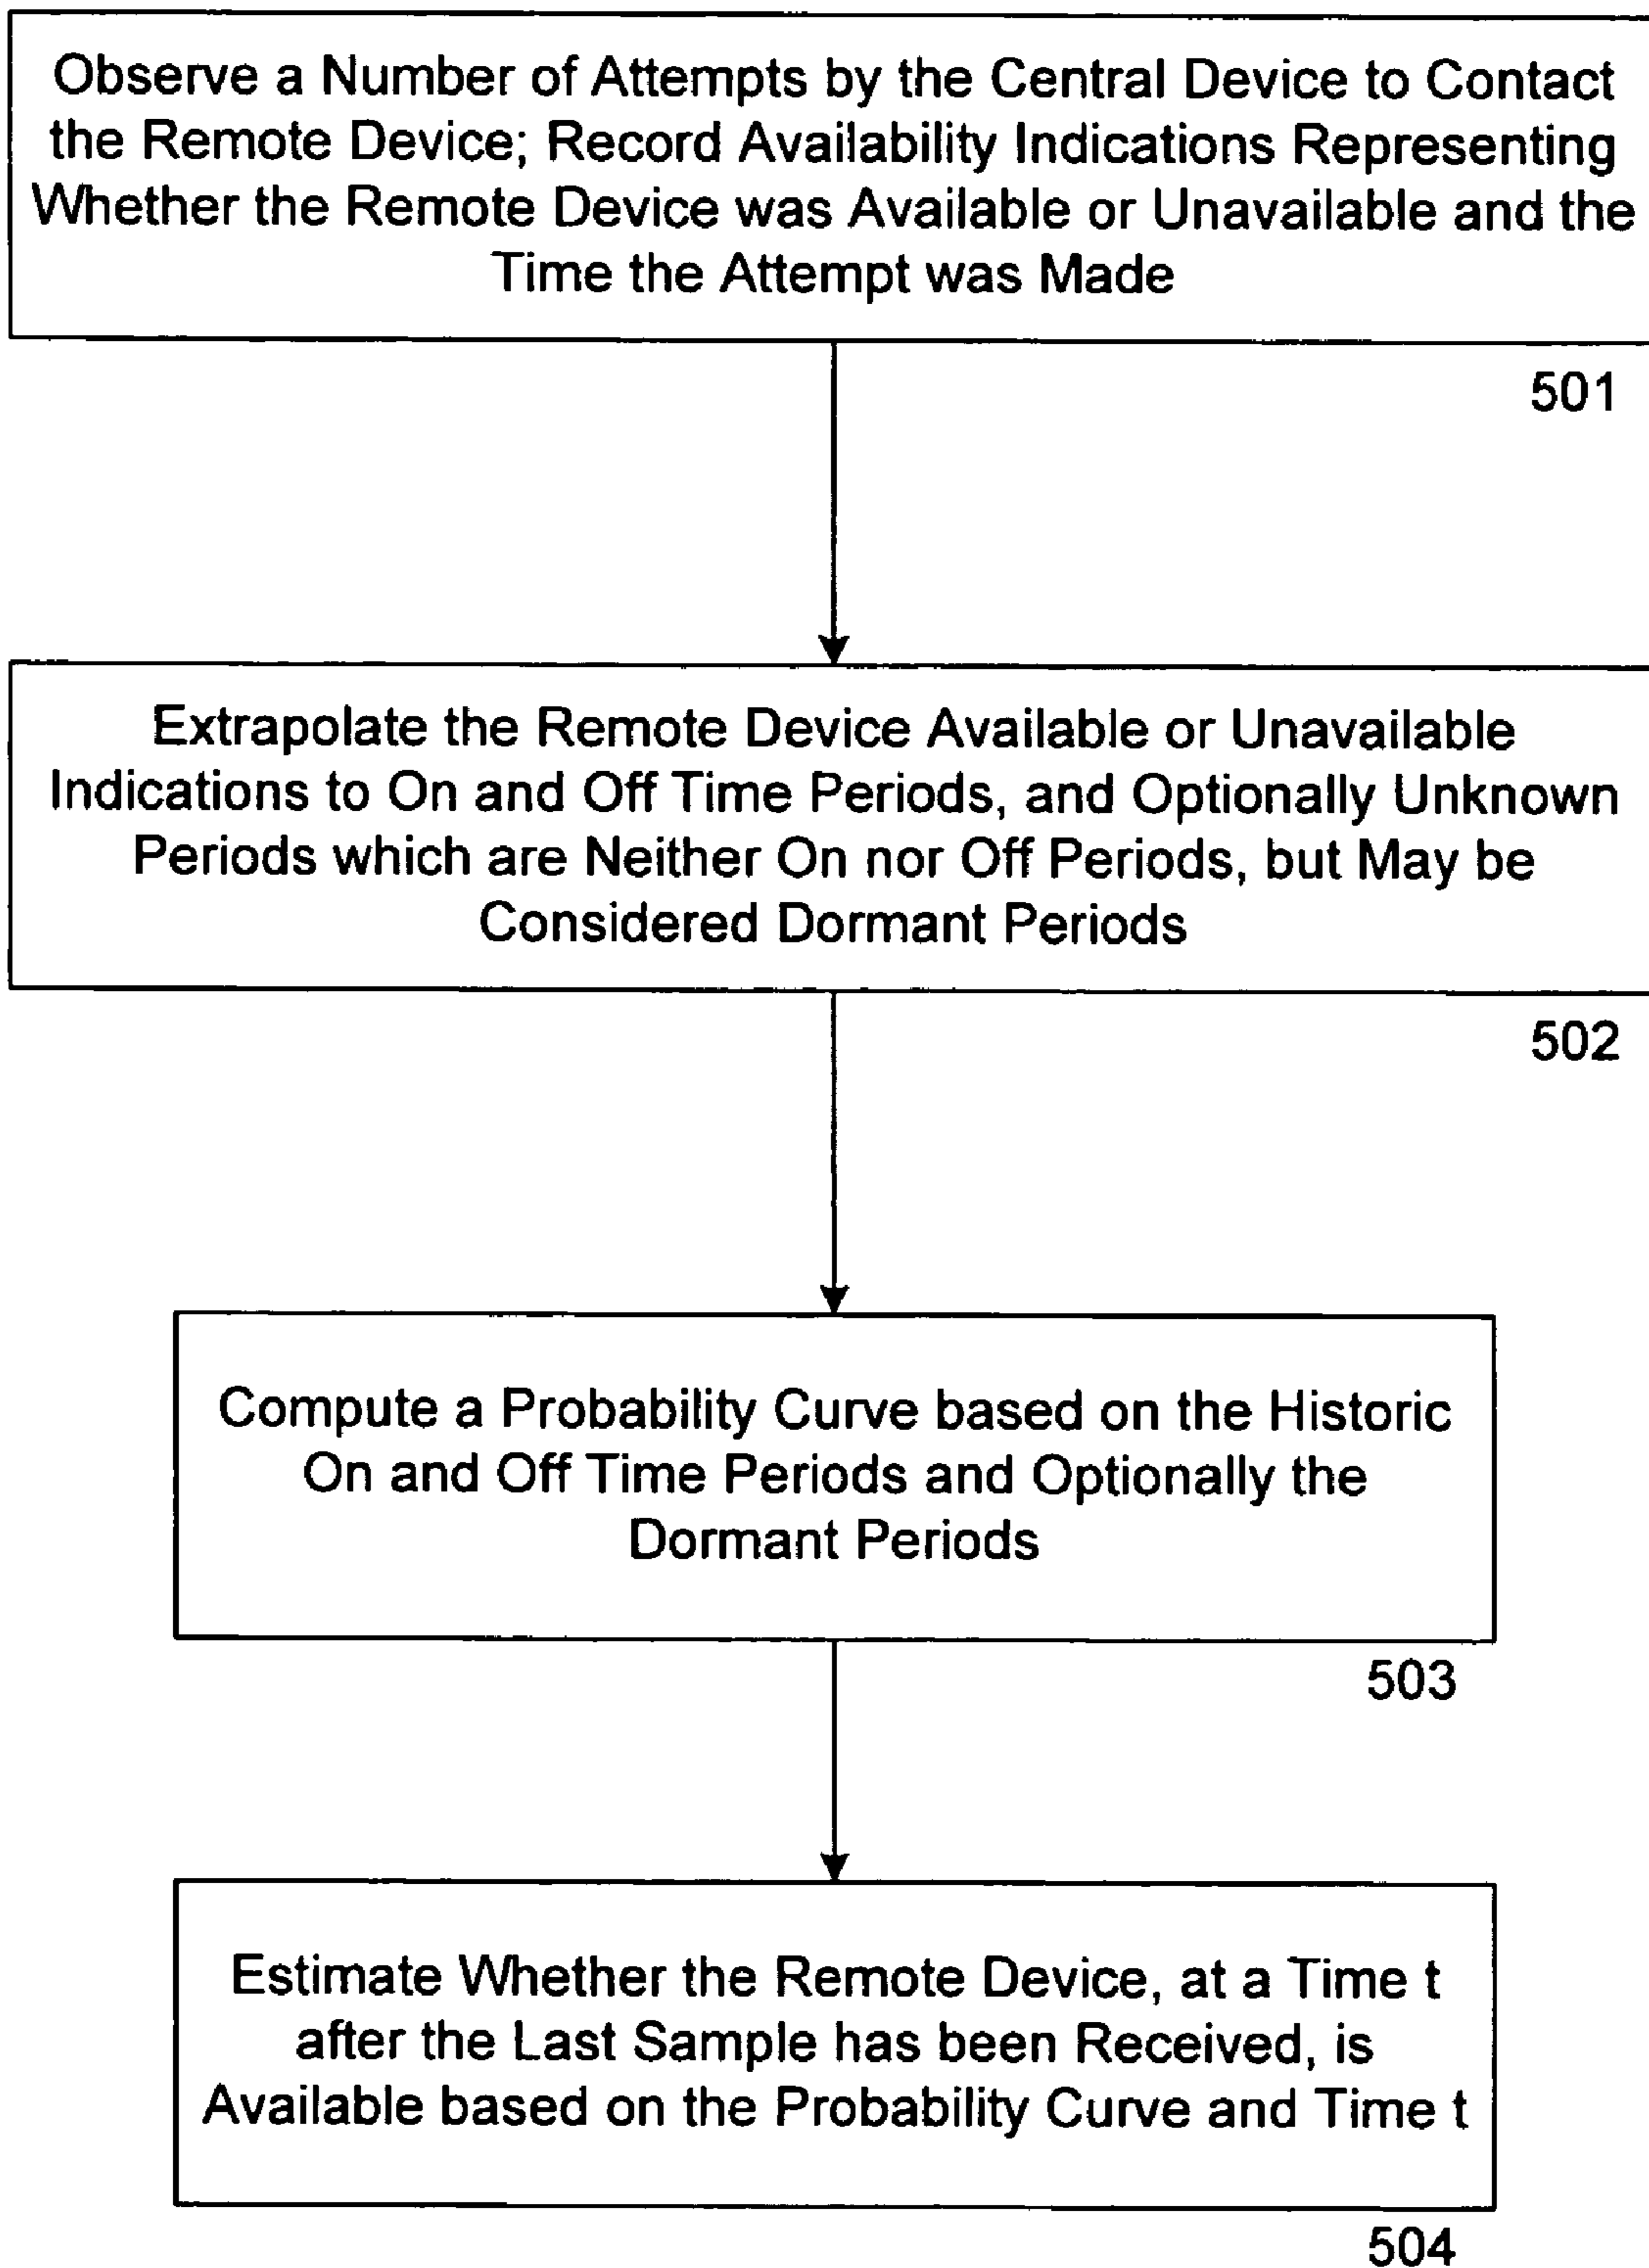 Observe a Number of Attempts by the Central Device to Contact
the Remote Device; Record Availability Indications Representing
Whether the Remote Device was Available or Unavailable and the
Time the Attempt was Made
501
Extrapolate the Remote Device Available or Unavailable
Indications to On and Off Time Periods, and Optionally Unknown
Periods which are Neither On nor Off Periods, but May be
Considered Dormant Periods
502
Compute a Probability Curve based on the Historic
On and Off Time Periods and Optionally the
Dormant Periods
503
Estimate Whether the Remote Device, at a Time t
after the Last Sample has been Received, is
Available based on the Probability Curve and Time t
504